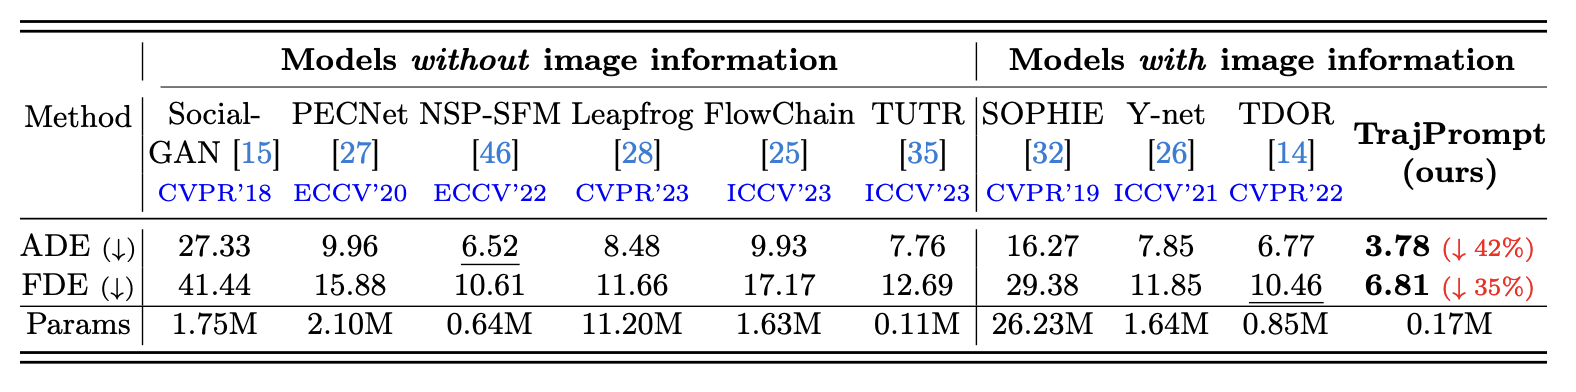 Models without image information Models with image information
Method Social- PECNet NSP-SFM Leapfrog FlowChain TUTR SOPHIE Y-net TDOR TrajPrompt
GAN [15] [27] [46] [28] [25] [35] [32] [26] [14] (ours)
CVPR'18 ECCV'20 ECCV'22 CVPR'23 ICCV'23 ICCV'23 CVPR'19 ICCV'21 CVPR'22
ADE (↓) 27.33 9.96 6.52 8.48 9.93 7.76 16.27 7.85 6.77 3.78 (↓ 42%)
FDE (↓) 41.44 15.88 10.61 11.66 17.17 12.69 29.38 11.85 10.46 6.81 (↓ 35%)
Params 1.75M 2.10M 0.64M 11.20M 1.63M 0.11M 26.23M 1.64M 0.85M 0.17M